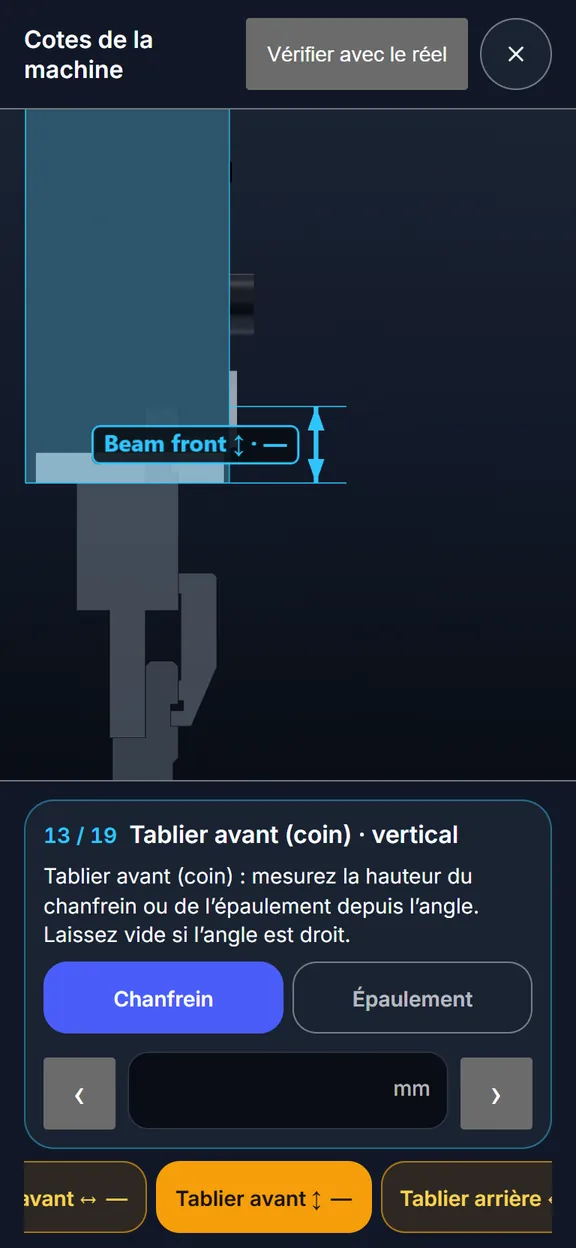 Cotes de la
machine
Vérifier avec le réel
×
Beam front ↕ · —
13 / 19 Tablier avant (coin) · vertical
Tablier avant (coin) : mesurez la hauteur du
chanfrein ou de l’épaulement depuis l’angle.
Laissez vide si l’angle est droit.
Chanfrein Épaulement
‹ mm ›
avant ↔ — Tablier avant ↕ — Tablier arrière